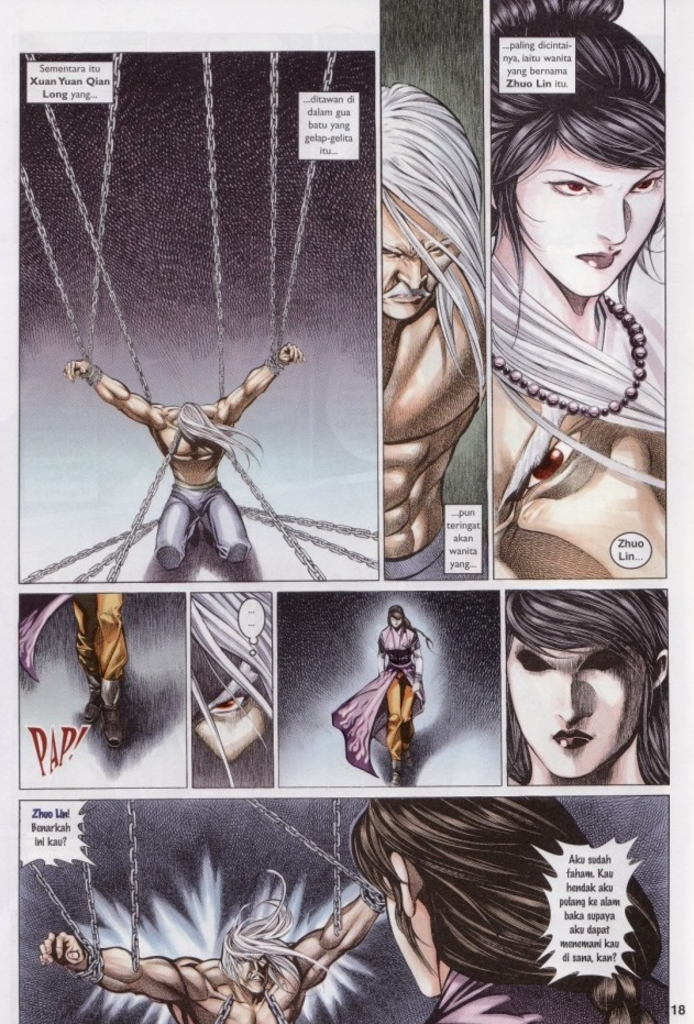 Sementara itu
Xuan Yuan Qian
Long yang...
...ditawan di
dalam gua
batu yang
gelap-gelita
itu...
...pun
teringat
akan
wanita
yang...
...paling dicintai-
nya, iaitu wanita
yang bernama
Zhuo Lin itu.
Zhuo
Lin...
PAP!
...
...
Zhuo Lin!
Benarkah
ini kau?
Aku sudah
faham. Kau
hendak aku
pulang ke alam
baka supaya
aku dapat
menemani kau
di sana, kan?
18